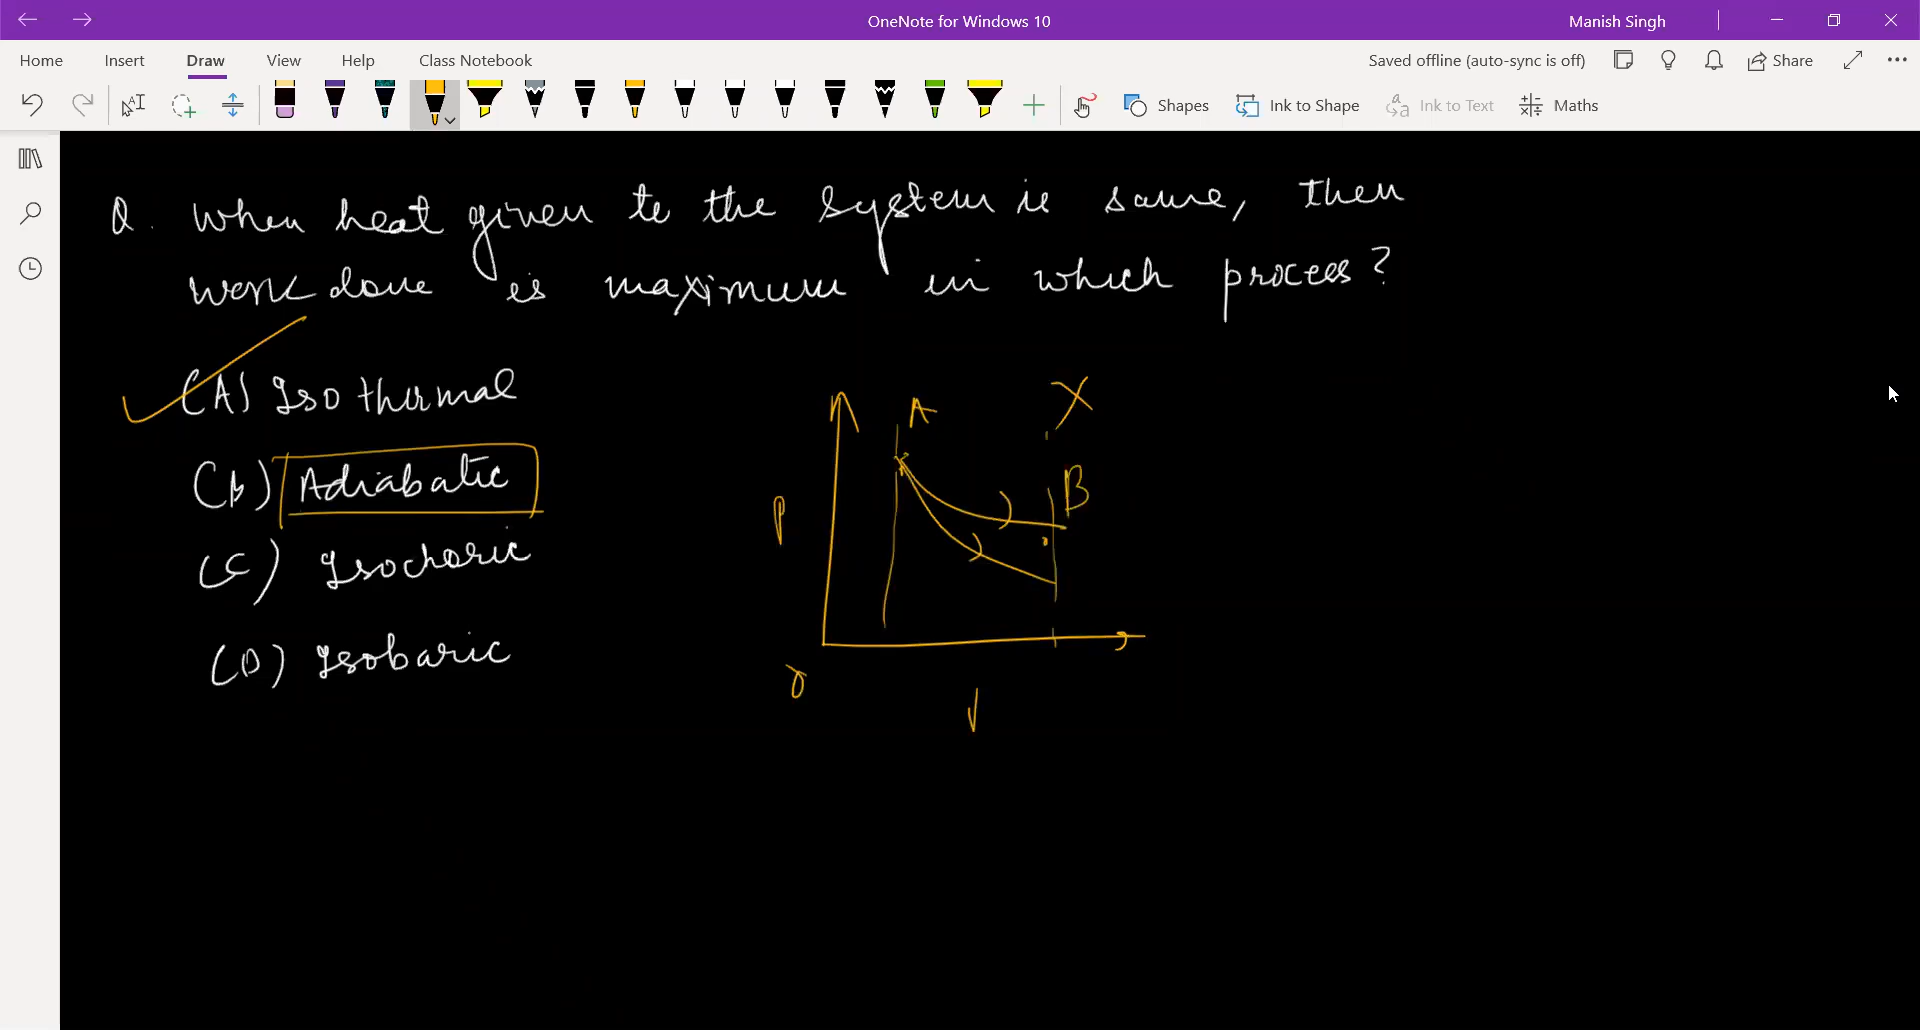 OneNote for Windows 10
Manish Singh
Home Insert Draw View Help Class Notebook
Saved offline (auto-sync is off) Share
Shapes Ink to Shape Ink to Text Maths
Q. When heat given to the system is same, then
work done is maximum in which process?
(A) Isothermal
(b) Adiabatic
(C) Isochoric
(D) Isobaric
A X
B
P
O
V